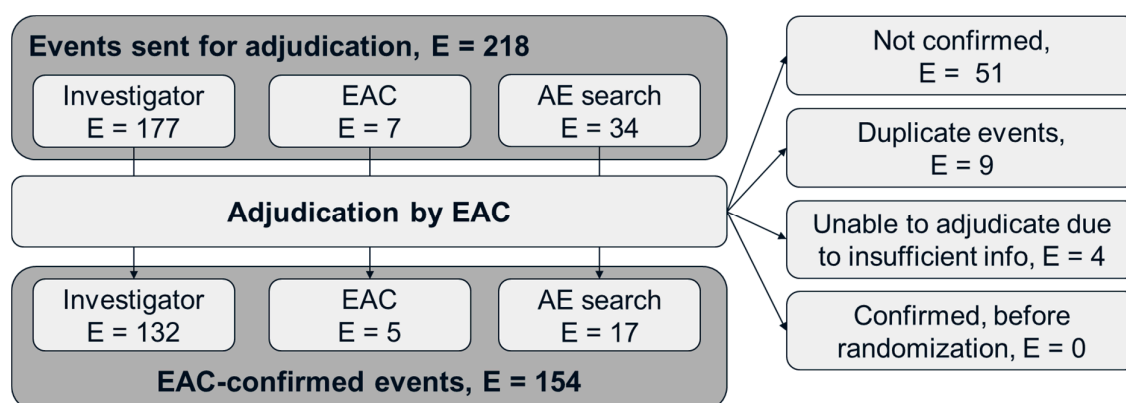 Events sent for adjudication, E = 218
Investigator
E = 177
EAC
E = 7
AE search
E = 34
Adjudication by EAC
Investigator
E = 132
EAC
E = 5
AE search
E = 17
EAC-confirmed events, E = 154
Not confirmed,
E = 51
Duplicate events,
E = 9
Unable to adjudicate due
to insufficient info, E = 4
Confirmed, before
randomization, E = 0